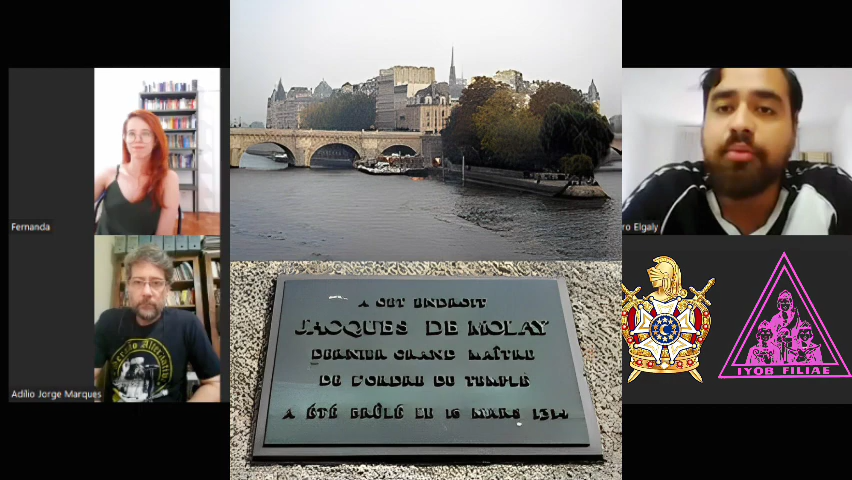 Fernanda
Adílio Jorge Marques
ro Elgaly
A CET ENDROIT
JACQUES DE MOLAY
DERNIER GRAND MAÎTRE
DE L'ORDRE DU TEMPLE
A ÉTÉ BRÛLÉ LE 18 MARS 1314
IYOB FILIAE